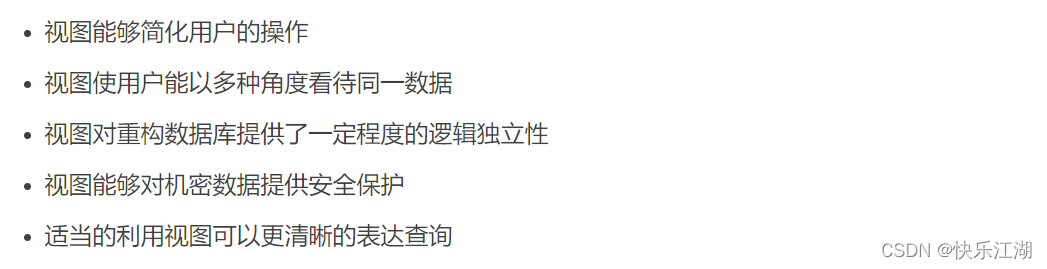 • 视图能够简化用户的操作
• 视图使用户能以多种角度看待同一数据
• 视图对重构数据库提供了一定程度的逻辑独立性
• 视图能够对机密数据提供安全保护
• 适当的利用视图可以更清晰的表达查询
CSDN @快乐江湖